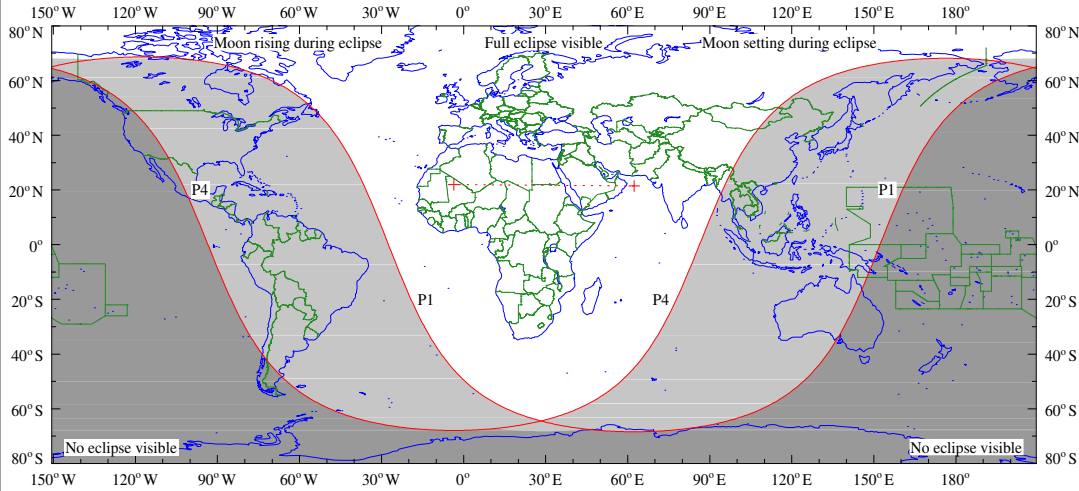 150°W 120°W 90°W 60°W 30°W 0° 30°E 60°E 90°E 120°E 150°E 180°
80°N 80°N
Moon rising during eclipse Full eclipse visible Moon setting during eclipse
60°N 60°N
40°N 40°N
20°N P4 P1 20°N
0° 0°
20°S P1 P4 20°S
40°S 40°S
60°S 60°S
No eclipse visible No eclipse visible
80°S 80°S
150°W 120°W 90°W 60°W 30°W 0° 30°E 60°E 90°E 120°E 150°E 180°